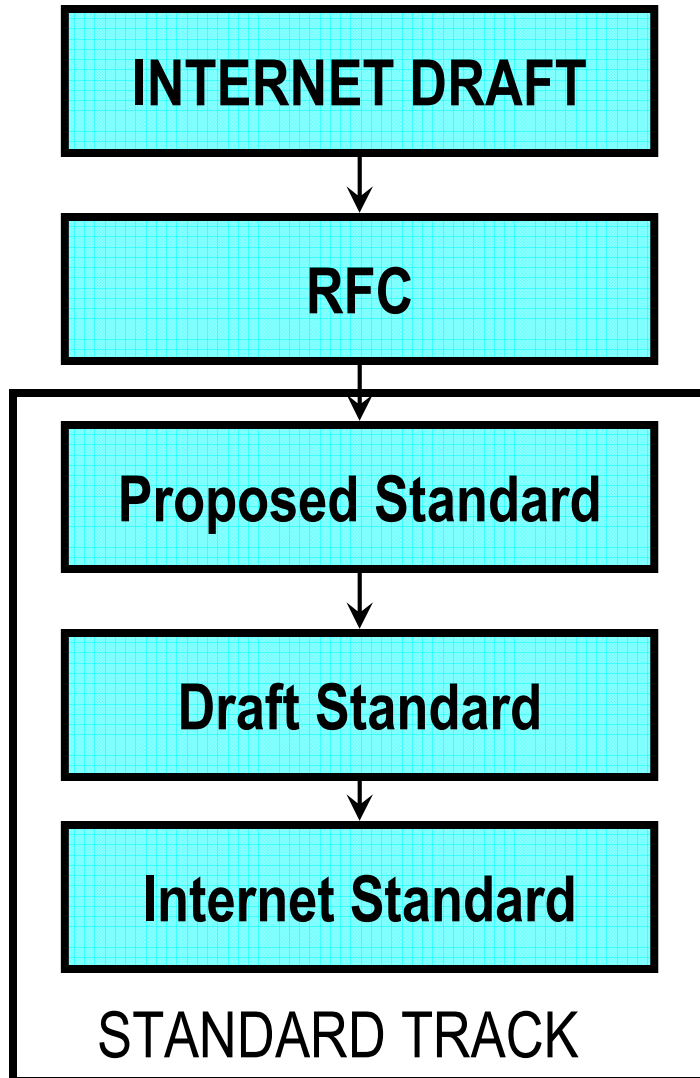 INTERNET DRAFT
RFC
Proposed Standard
Draft Standard
Internet Standard
STANDARD TRACK